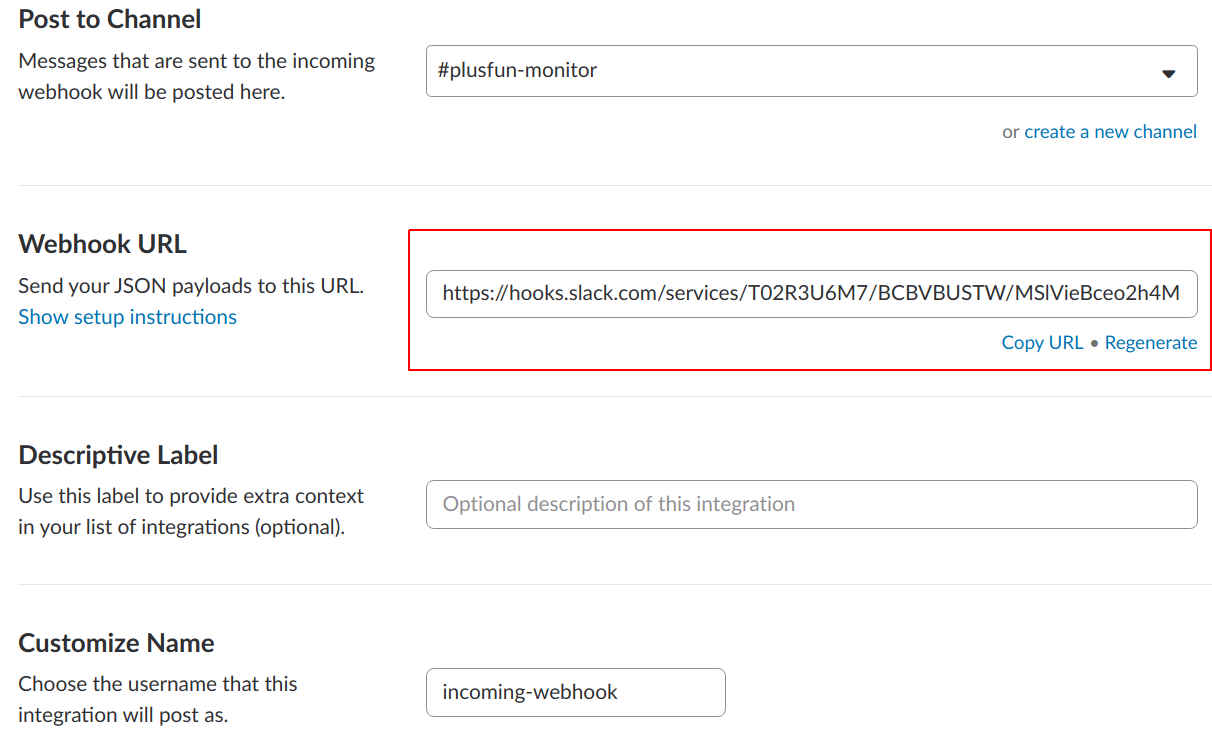 Post to Channel
Messages that are sent to the incoming
webhook will be posted here.
#plusfun-monitor
or create a new channel
Webhook URL
Send your JSON payloads to this URL.
Show setup instructions
https://hooks.slack.com/services/T02R3U6M7/BCBVBUSTW/MSlVieBceo2h4M
Copy URL • Regenerate
Descriptive Label
Use this label to provide extra context
in your list of integrations (optional).
Optional description of this integration
Customize Name
Choose the username that this
integration will post as.
incoming-webhook